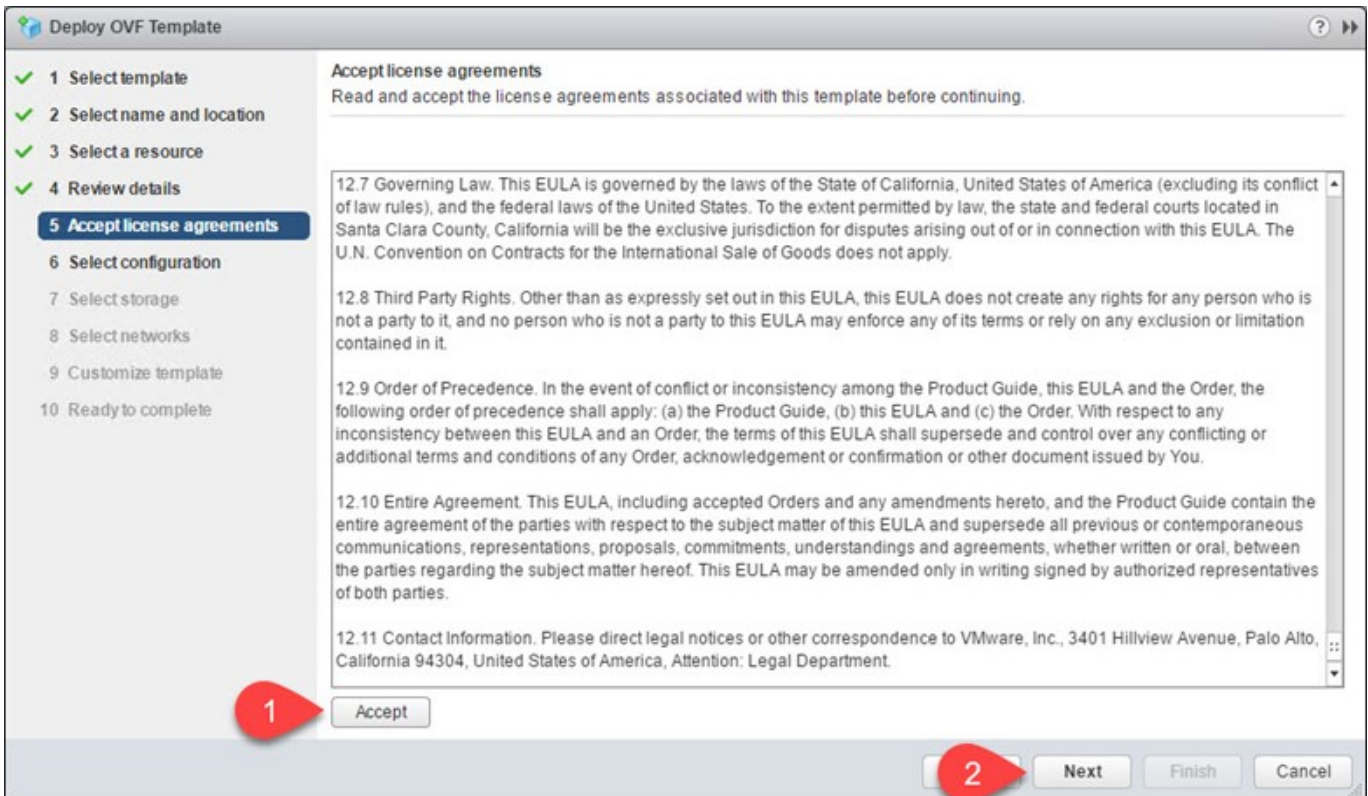 Deploy OVF Template
?
1 Select template
2 Select name and location
3 Select a resource
4 Review details
5 Accept license agreements
6 Select configuration
7 Select storage
8 Select networks
9 Customize template
10 Ready to complete
Accept license agreements
Read and accept the license agreements associated with this template before continuing.
12.7 Governing Law. This EULA is governed by the laws of the State of California, United States of America (excluding its conflict
of law rules), and the federal laws of the United States. To the extent permitted by law, the state and federal courts located in
Santa Clara County, California will be the exclusive jurisdiction for disputes arising out of or in connection with this EULA. The
U.N. Convention on Contracts for the International Sale of Goods does not apply.
12.8 Third Party Rights. Other than as expressly set out in this EULA, this EULA does not create any rights for any person who is
not a party to it, and no person who is not a party to this EULA may enforce any of its terms or rely on any exclusion or limitation
contained in it.
12.9 Order of Precedence. In the event of conflict or inconsistency among the Product Guide, this EULA and the Order, the
following order of precedence shall apply: (a) the Product Guide, (b) this EULA and (c) the Order. With respect to any
inconsistency between this EULA and an Order, the terms of this EULA shall supersede and control over any conflicting or
additional terms and conditions of any Order, acknowledgement or confirmation or other document issued by You.
12.10 Entire Agreement. This EULA, including accepted Orders and any amendments hereto, and the Product Guide contain the
entire agreement of the parties with respect to the subject matter of this EULA and supersede all previous or contemporaneous
communications, representations, proposals, commitments, understandings and agreements, whether written or oral, between
the parties regarding the subject matter hereof. This EULA may be amended only in writing signed by authorized representatives
of both parties.
12.11 Contact Information. Please direct legal notices or other correspondence to VMware, Inc., 3401 Hillview Avenue, Palo Alto,
California 94304, United States of America, Attention: Legal Department.
1
Accept
2
Next
Finish
Cancel